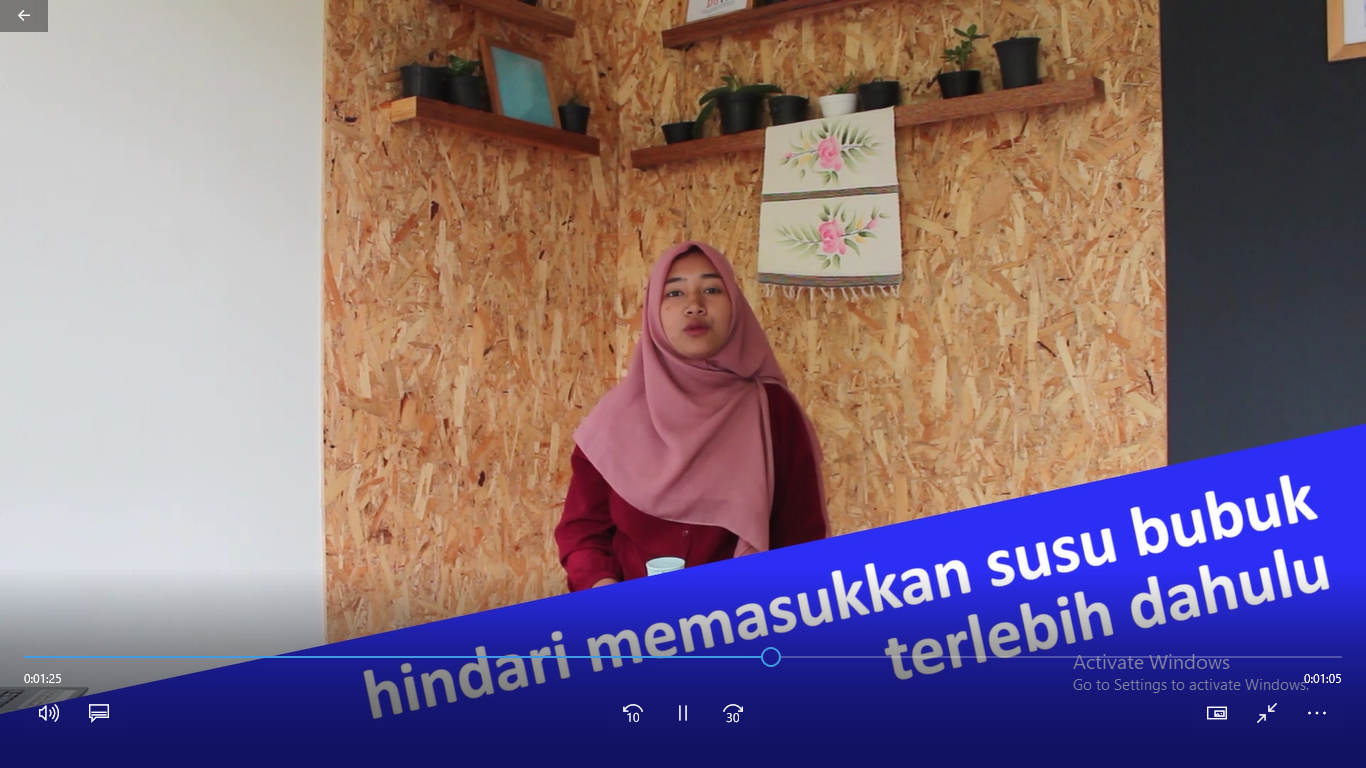 hindari memasukkan susu bubuk
terlebih dahulu
Activate Windows
Go to Settings to activate Windows.
0:01:25
0:01:05
10
30